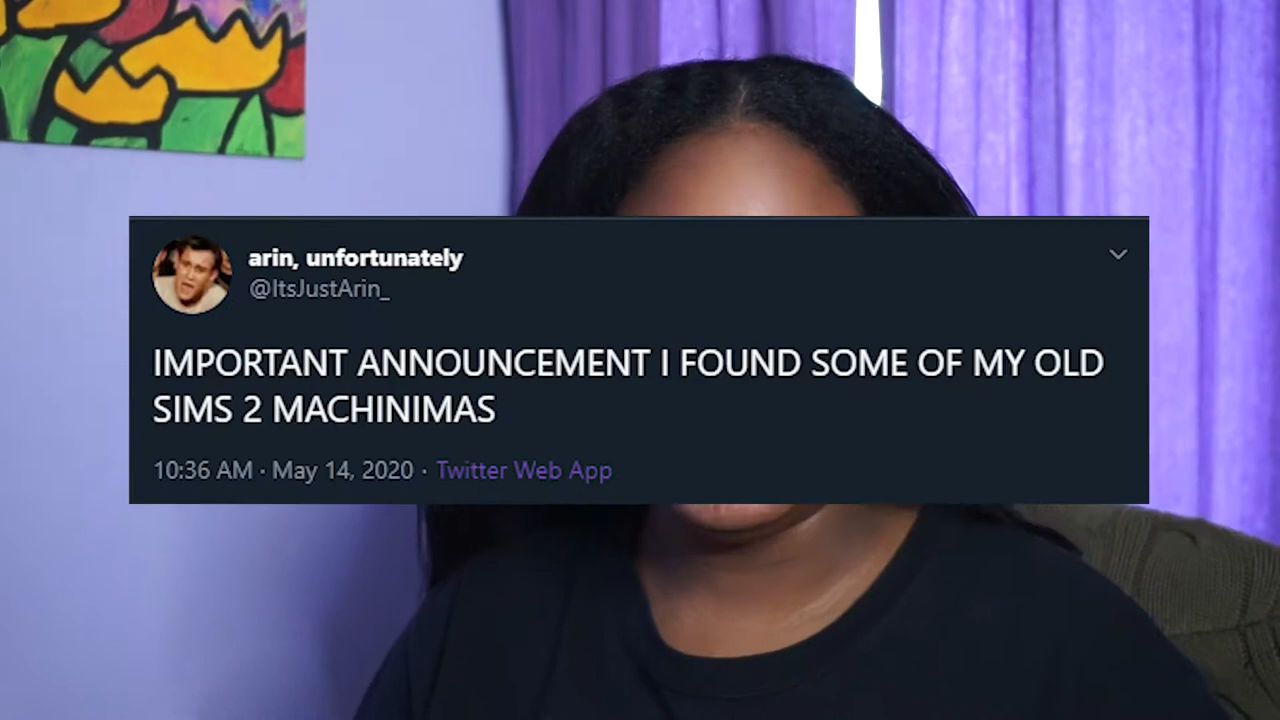 arin, unfortunately
@ItsJustArin_
IMPORTANT ANNOUNCEMENT I FOUND SOME OF MY OLD
SIMS 2 MACHINIMAS
10:36 AM · May 14, 2020 · Twitter Web App